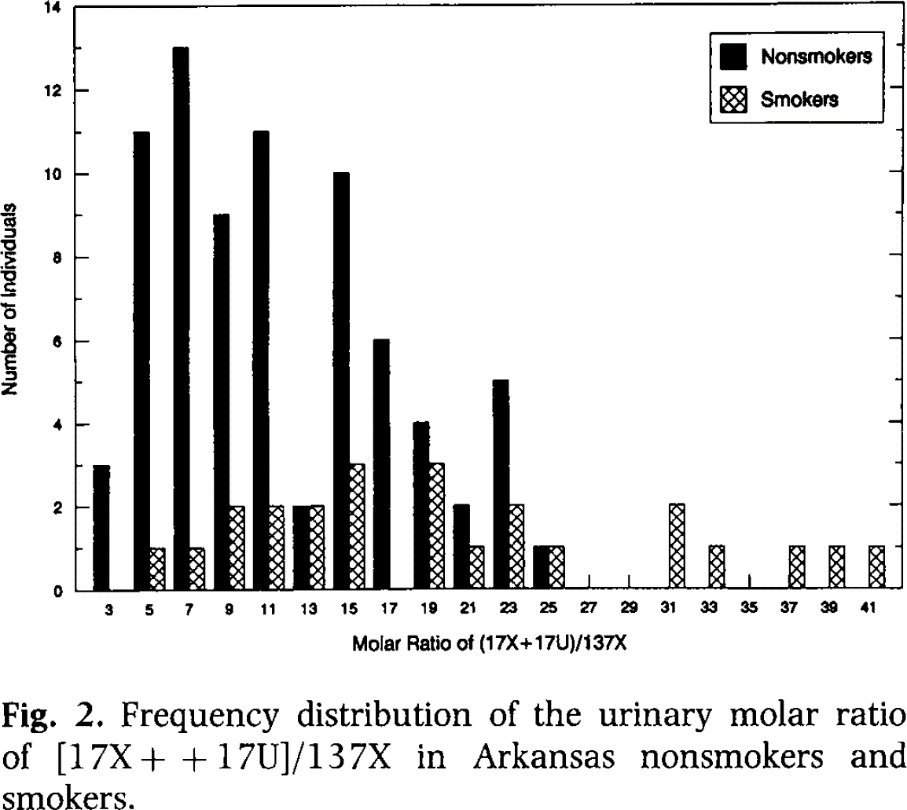 14
12
10
8
6
4
2
0
Number of Individuals
Nonsmokers
Smokers
3 5 7 9 11 13 15 17 19 21 23 25 27 29 31 33 35 37 39 41
Molar Ratio of (17X+17U)/137X
Fig. 2. Frequency distribution of the urinary molar ratio
of [17X + + 17U]/137X in Arkansas nonsmokers and
smokers.